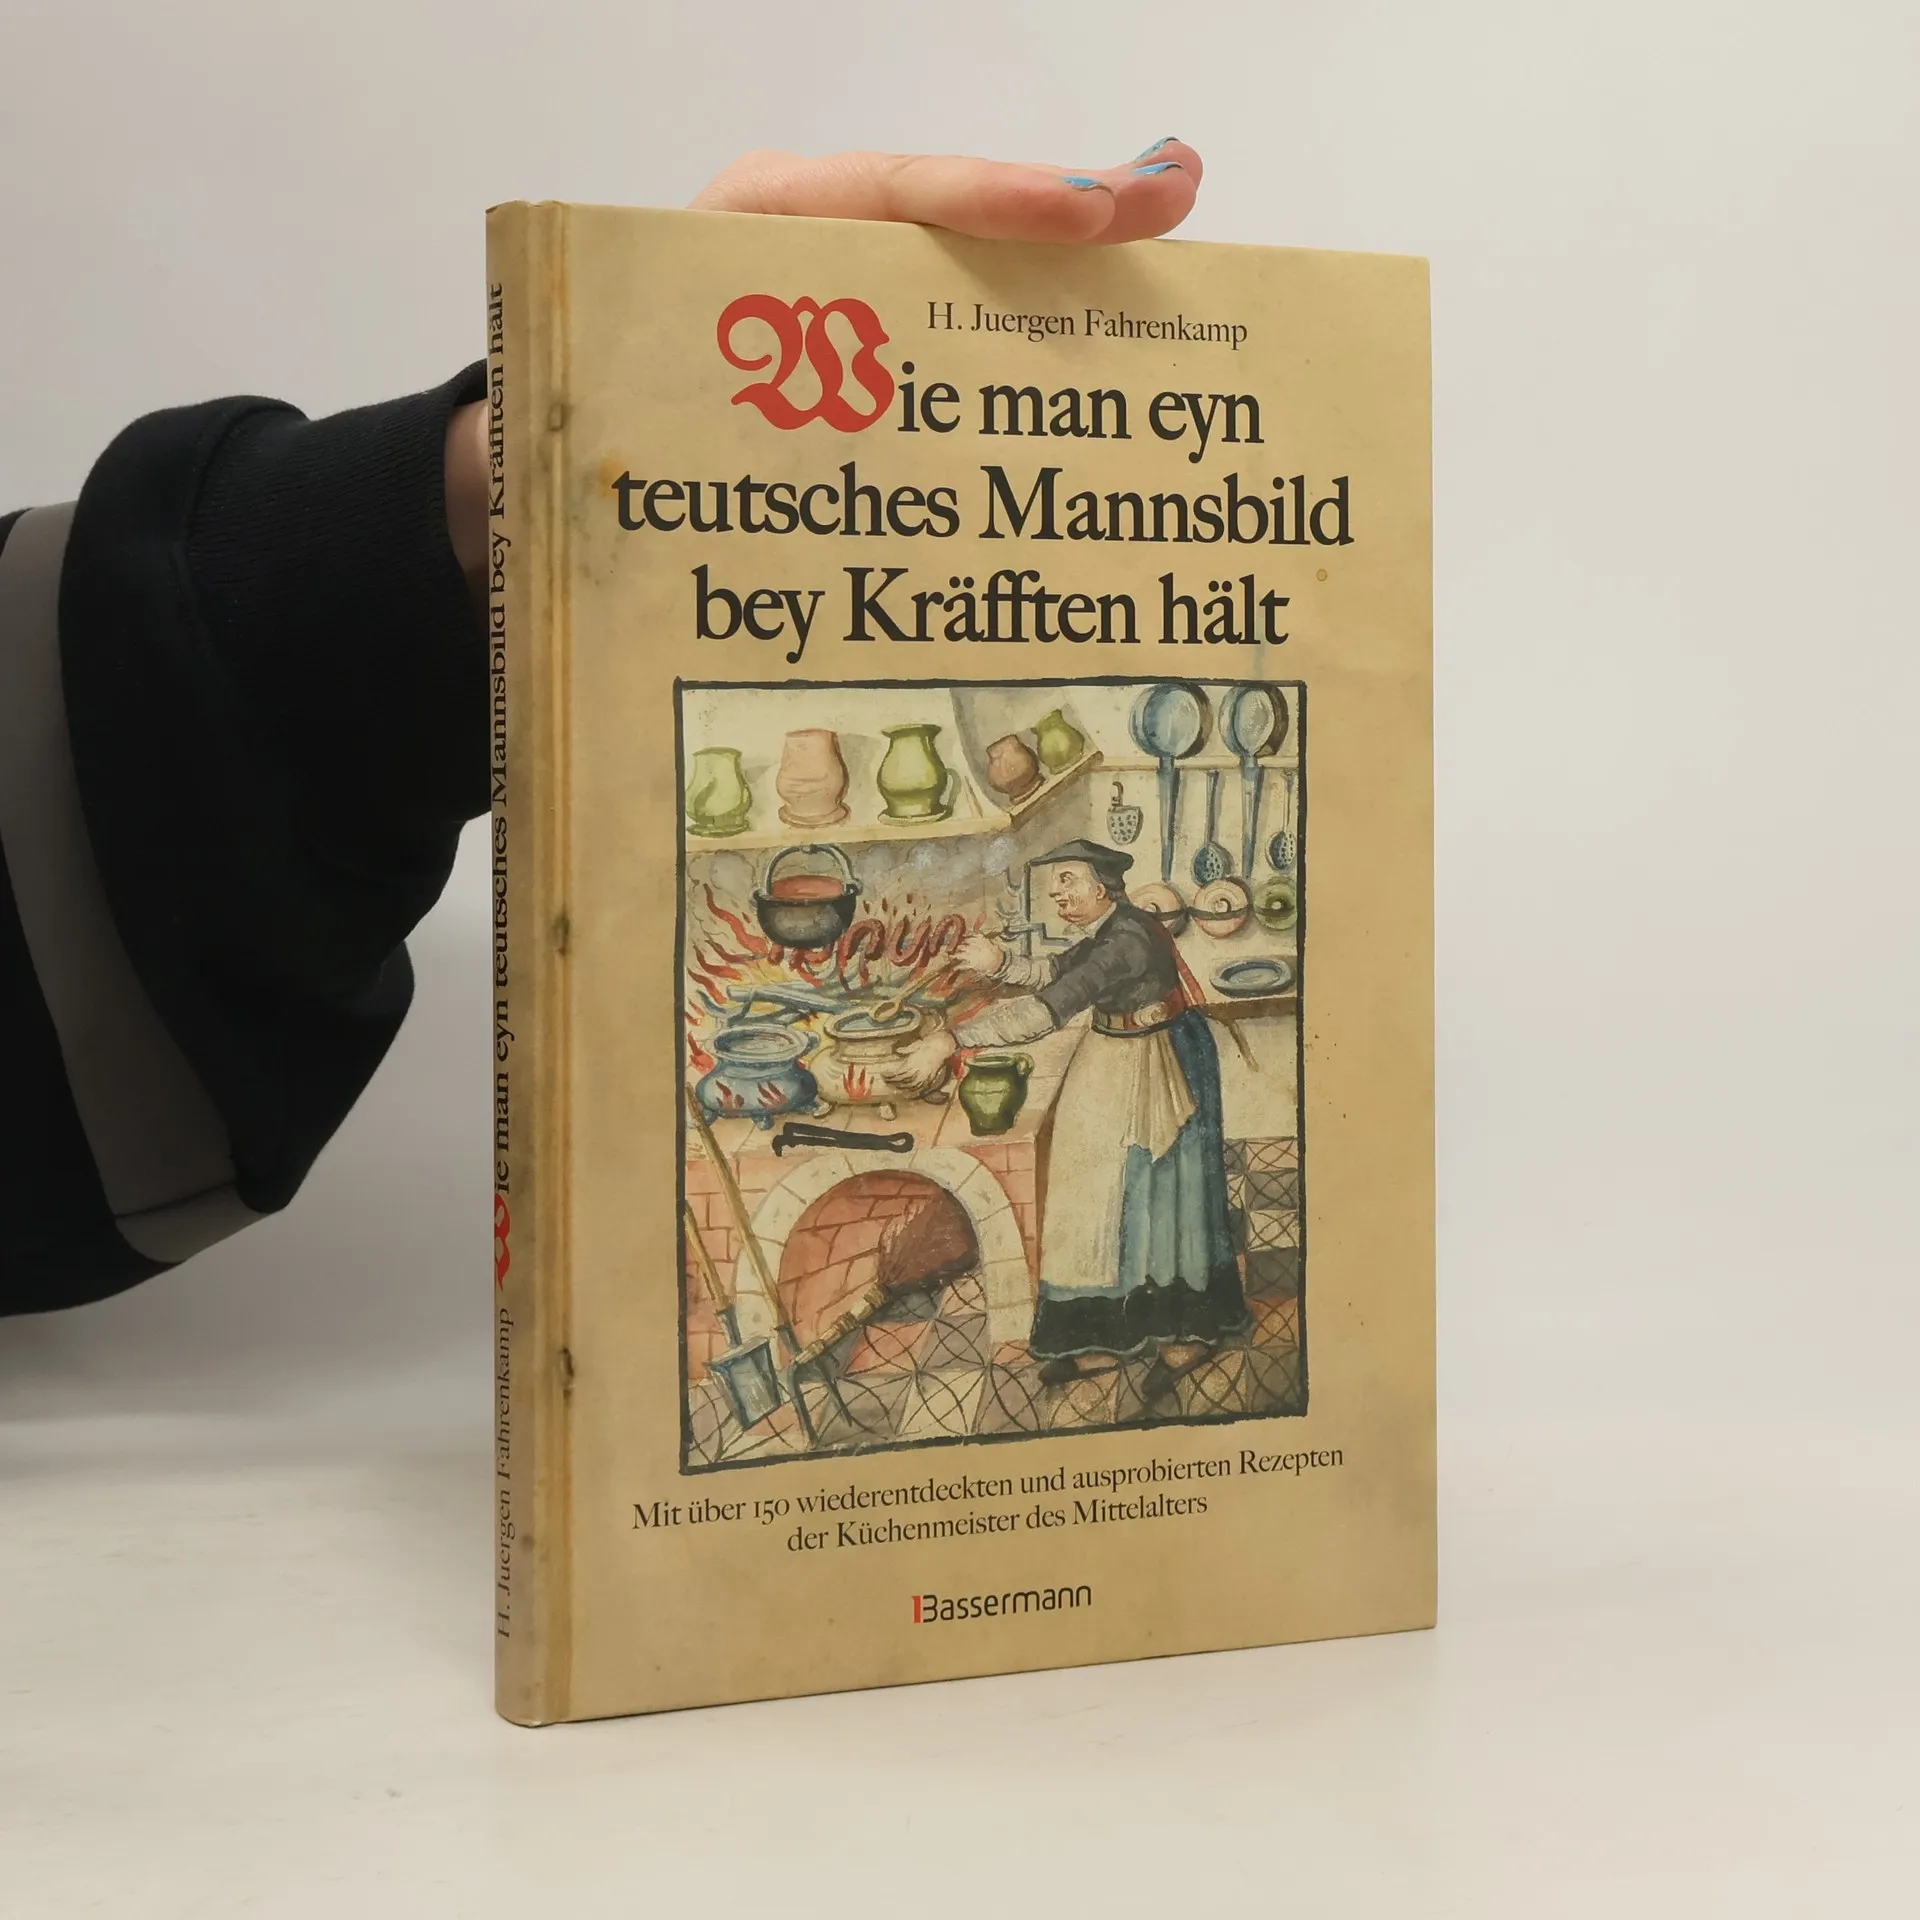 H. Juergen Fahrenkamp
Wie man eyn
teutsches Mannsbild
bey Kräfften hält
Mit über 150 wiederentdeckten und ausprobierten Rezepten
der Küchenmeister des Mittelalters
Bassermann
H. Juergen Fahrenkamp Wie man eyn teutsches Mannsbild bey Kräfften hält